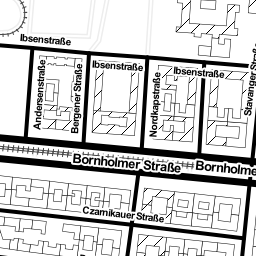 Ibsenstraße
Ibsenstraße
Ibsenstraße
Andersenstraße
Bergener Straße
Nordkapstraße
Stavanger Straße
Bornholmer Straße
Bornholme
Czarnikauer Straße